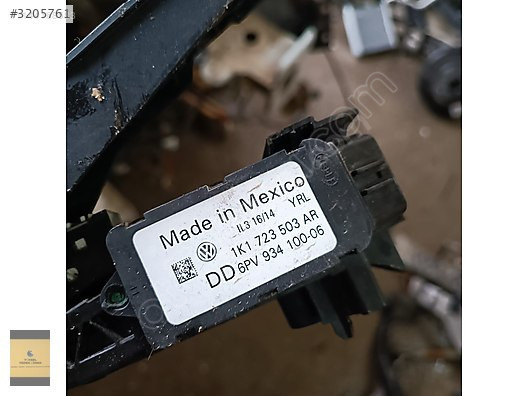 #3205761
Made in Mexico
IL3 16/14 YRL
1K1 723 503 AR
DD 6PV 934 100-06